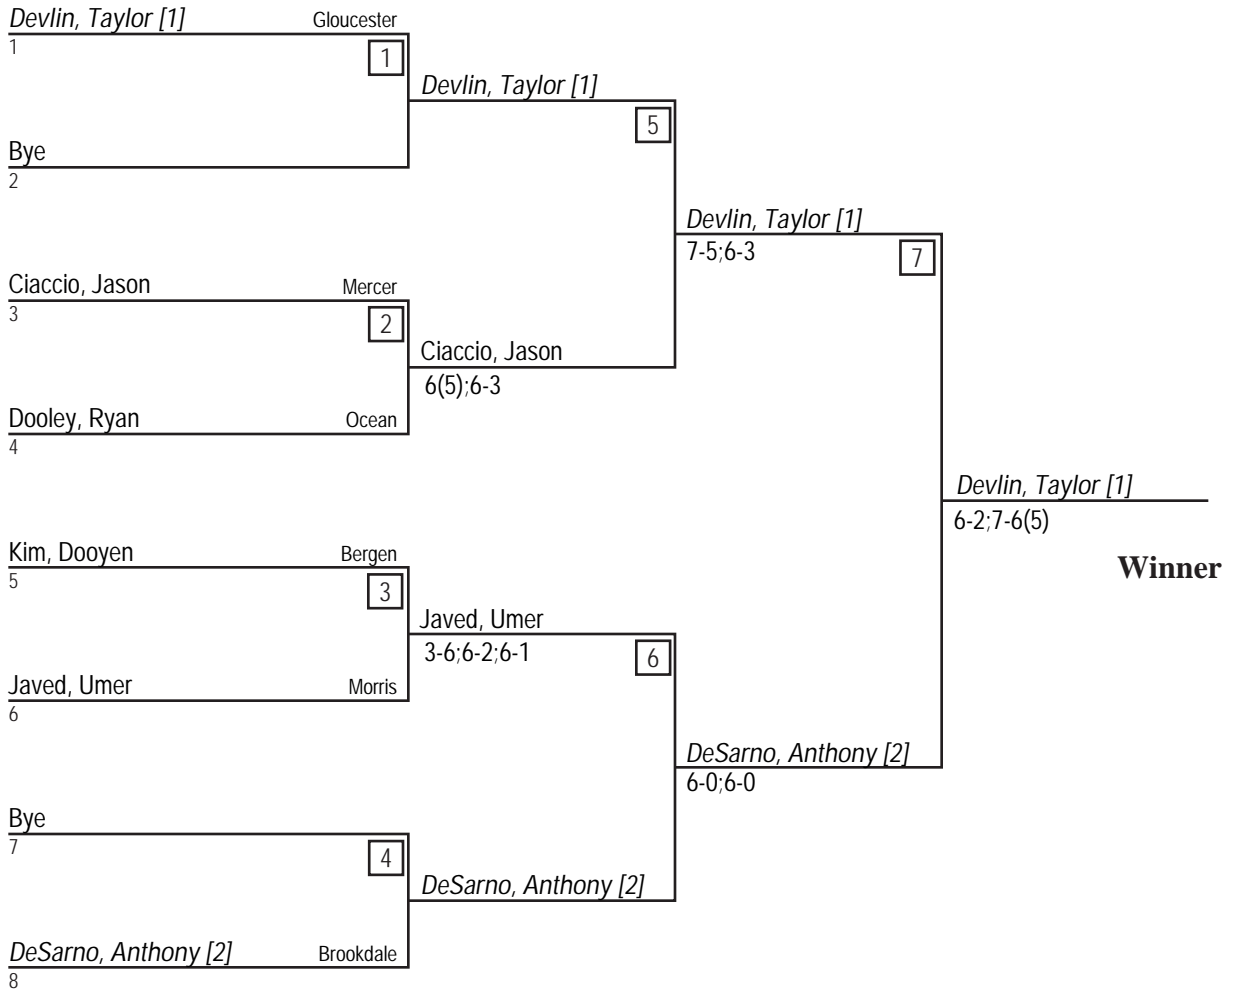 Devlin, Taylor [1] Gloucester
1
1
Devlin, Taylor [1]
5
Bye
2
Devlin, Taylor [1]
7-5;6-3
7
Ciaccio, Jason Mercer
3
2
Ciaccio, Jason
6(5);6-3
Dooley, Ryan Ocean
4
Devlin, Taylor [1]
6-2;7-6(5)
Winner
Kim, Dooyen Bergen
5
3
Javed, Umer
3-6;6-2;6-1
6
Javed, Umer Morris
6
DeSarno, Anthony [2]
6-0;6-0
Bye
7
4
DeSarno, Anthony [2]
DeSarno, Anthony [2] Brookdale
8